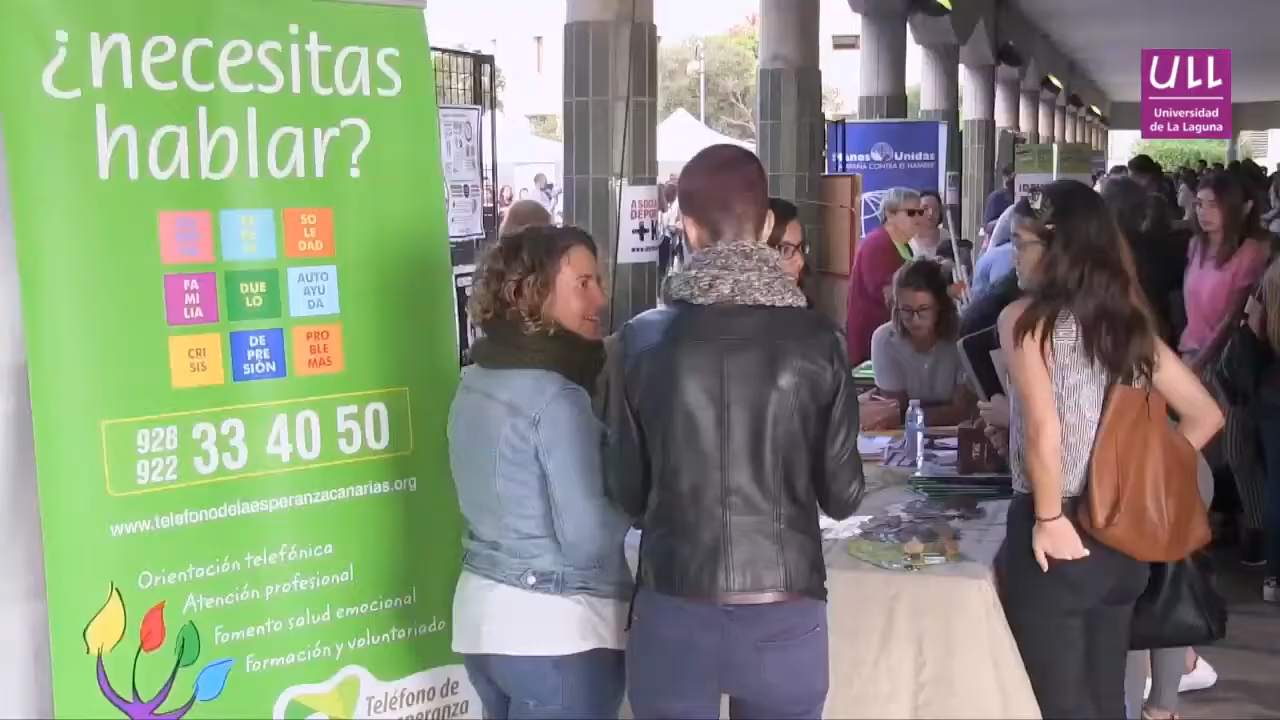 ¿necesitas
hablar?
SO
LE
DAD
FA
MI
LIA
DUE
LO
AUTO
AYU
DA
CRI
SIS
DE
PRE
SIÓN
PRO
BLE
MAS
928
922
33 40 50
www.telefonodelaesperanzacanarias.org
Orientación telefónica
Atención profesional
Fomento salud emocional
Formación y voluntariado
Teléfono de
Manos Unidas
ULL
Universidad
de La Laguna